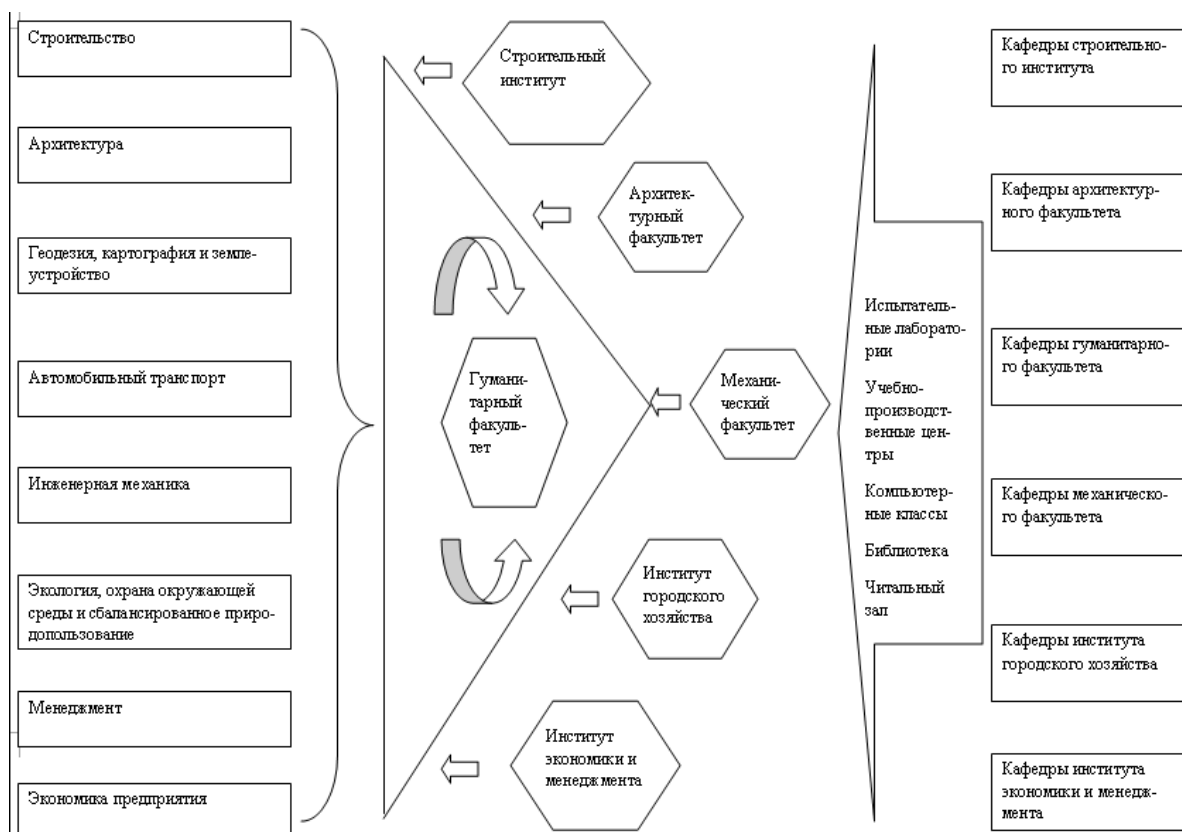 Строительство
Архитектура
Геодезия, картография и земле-
устройство
Автомобильный транспорт
Инженерная механика
Экология, охрана окружающей
среды и сбалансированное приро-
допользование
Менеджмент
Экономика предприятия
Строительный
институт
Архитек-
турный
факультет
Гумани-
тарный
факуль-
тет
Механи-
ческий
факультет
Институт
городского
хозяйства
Институт
экономики и
менеджмента
Испытатель-
ные лаборато-
рии
Учебно-
производст-
венные цен-
тры
Компьютер-
ные классы
Библиотека
Читальный
зал
Кафедры строительно-
го института
Кафедры архитектур-
ного факультета
Кафедры гуманитарного
факультета
Кафедры механическо-
го факультета
Кафедры института
городского хозяйства
Кафедры института
экономики и менедж-
мента